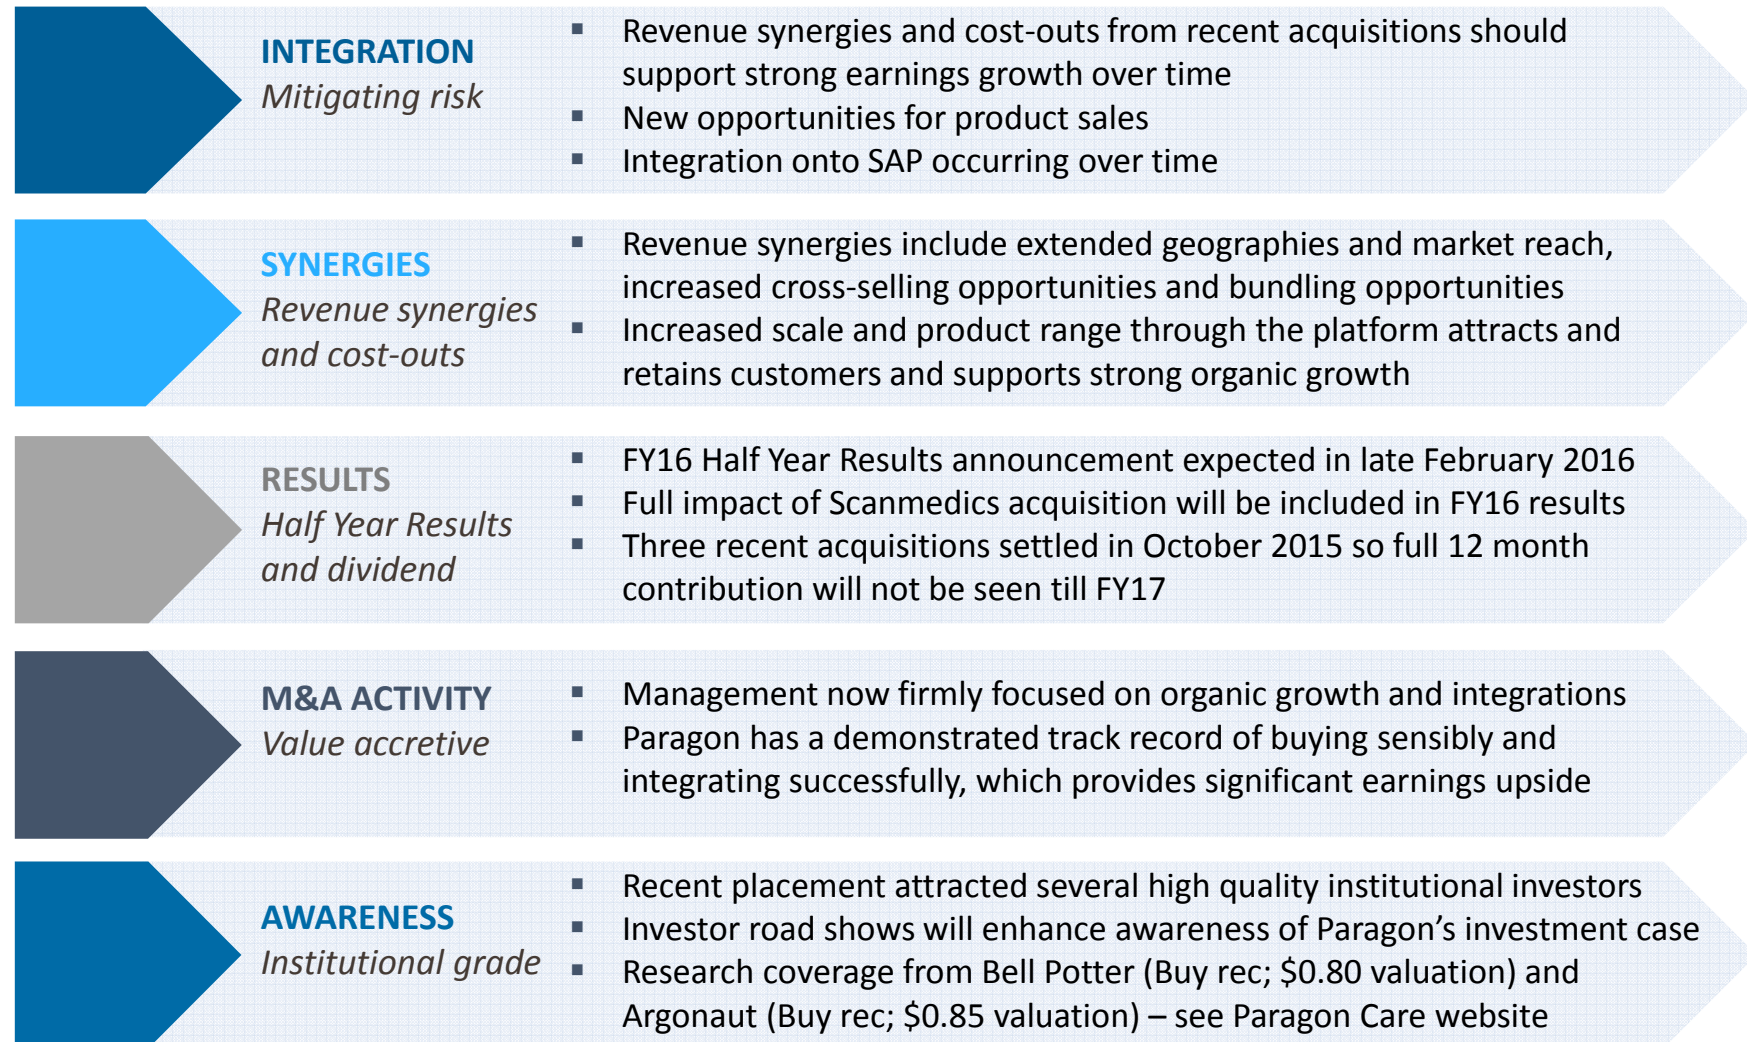 INTEGRATION
Mitigating risk
▪ Revenue synergies and cost-outs from recent acquisitions should
support strong earnings growth over time
▪ New opportunities for product sales
▪ Integration onto SAP occurring over time
SYNERGIES
Revenue synergies
and cost-outs
▪ Revenue synergies include extended geographies and market reach,
increased cross-selling opportunities and bundling opportunities
▪ Increased scale and product range through the platform attracts and
retains customers and supports strong organic growth
RESULTS
Half Year Results
and dividend
▪ FY16 Half Year Results announcement expected in late February 2016
▪ Full impact of Scanmedics acquisition will be included in FY16 results
▪ Three recent acquisitions settled in October 2015 so full 12 month
contribution will not be seen till FY17
M&A ACTIVITY
Value accretive
▪ Management now firmly focused on organic growth and integrations
▪ Paragon has a demonstrated track record of buying sensibly and
integrating successfully, which provides significant earnings upside
AWARENESS
Institutional grade
▪ Recent placement attracted several high quality institutional investors
▪ Investor road shows will enhance awareness of Paragon’s investment case
▪ Research coverage from Bell Potter (Buy rec; $0.80 valuation) and
Argonaut (Buy rec; $0.85 valuation) – see Paragon Care website